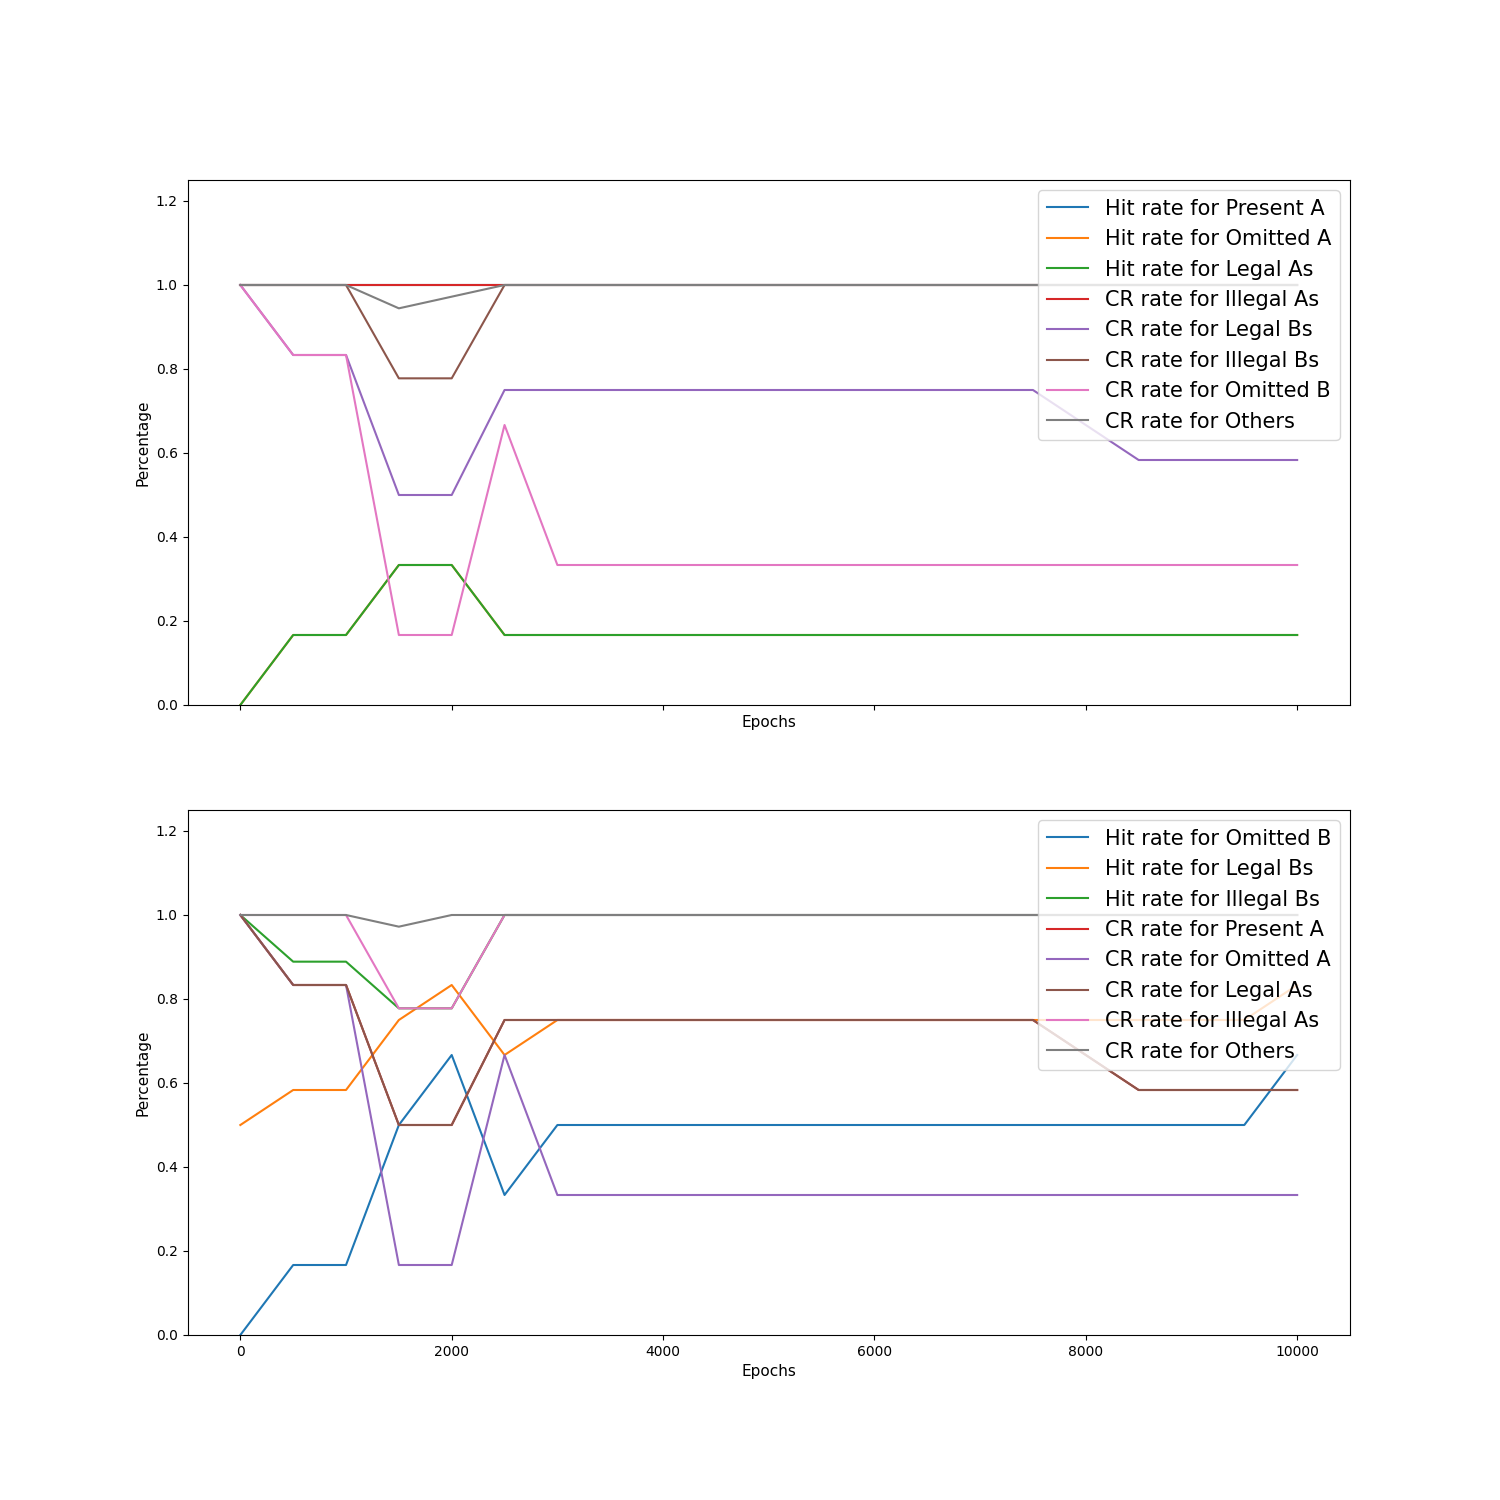 1.2
1.0
0.8
0.6
0.4
0.2
0.0
Percentage
Epochs
Hit rate for Present A
Hit rate for Omitted A
Hit rate for Legal As
CR rate for Illegal As
CR rate for Legal Bs
CR rate for Illegal Bs
CR rate for Omitted B
CR rate for Others
1.2
1.0
0.8
0.6
0.4
0.2
0.0
Percentage
0 2000 4000 6000 8000 10000
Epochs
Hit rate for Omitted B
Hit rate for Legal Bs
Hit rate for Illegal Bs
CR rate for Present A
CR rate for Omitted A
CR rate for Legal As
CR rate for Illegal As
CR rate for Others